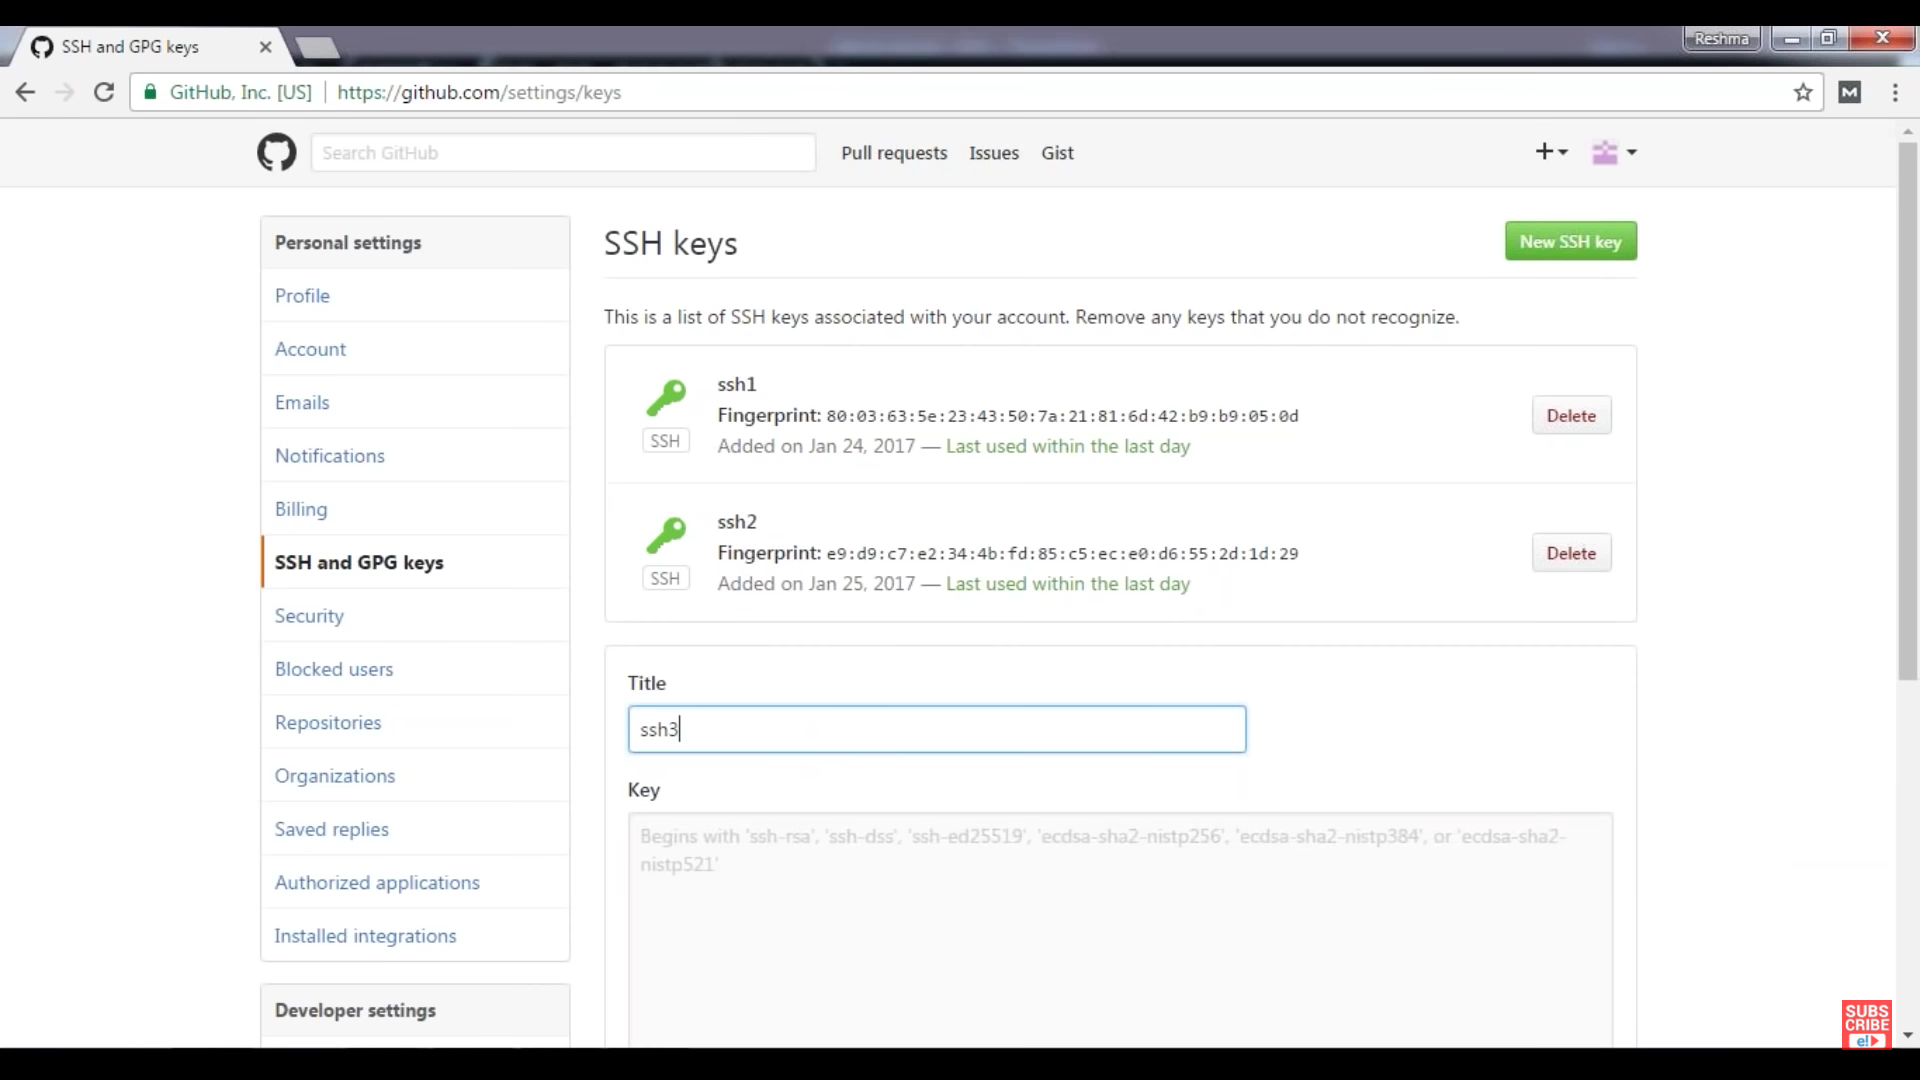 SSH and GPG keys
Reshma
GitHub, Inc. [US] https://github.com/settings/keys
Search GitHub
Pull requests Issues Gist
Personal settings
Profile
Account
Emails
Notifications
Billing
SSH and GPG keys
Security
Blocked users
Repositories
Organizations
Saved replies
Authorized applications
Installed integrations
Developer settings
SSH keys
New SSH key
This is a list of SSH keys associated with your account. Remove any keys that you do not recognize.
ssh1
Fingerprint: 80:03:63:5e:23:43:50:7a:21:81:6d:42:b9:b9:05:0d
SSH
Added on Jan 24, 2017 — Last used within the last day
Delete
ssh2
Fingerprint: e9:d9:c7:e2:34:4b:fd:85:c5:ec:e0:d6:55:2d:1d:29
SSH
Added on Jan 25, 2017 — Last used within the last day
Delete
Title
ssh3
Key
Begins with 'ssh-rsa', 'ssh-dss', 'ssh-ed25519', 'ecdsa-sha2-nistp256', 'ecdsa-sha2-nistp384', or 'ecdsa-sha2-
nistp521'
SUBS
CRIBE
e!